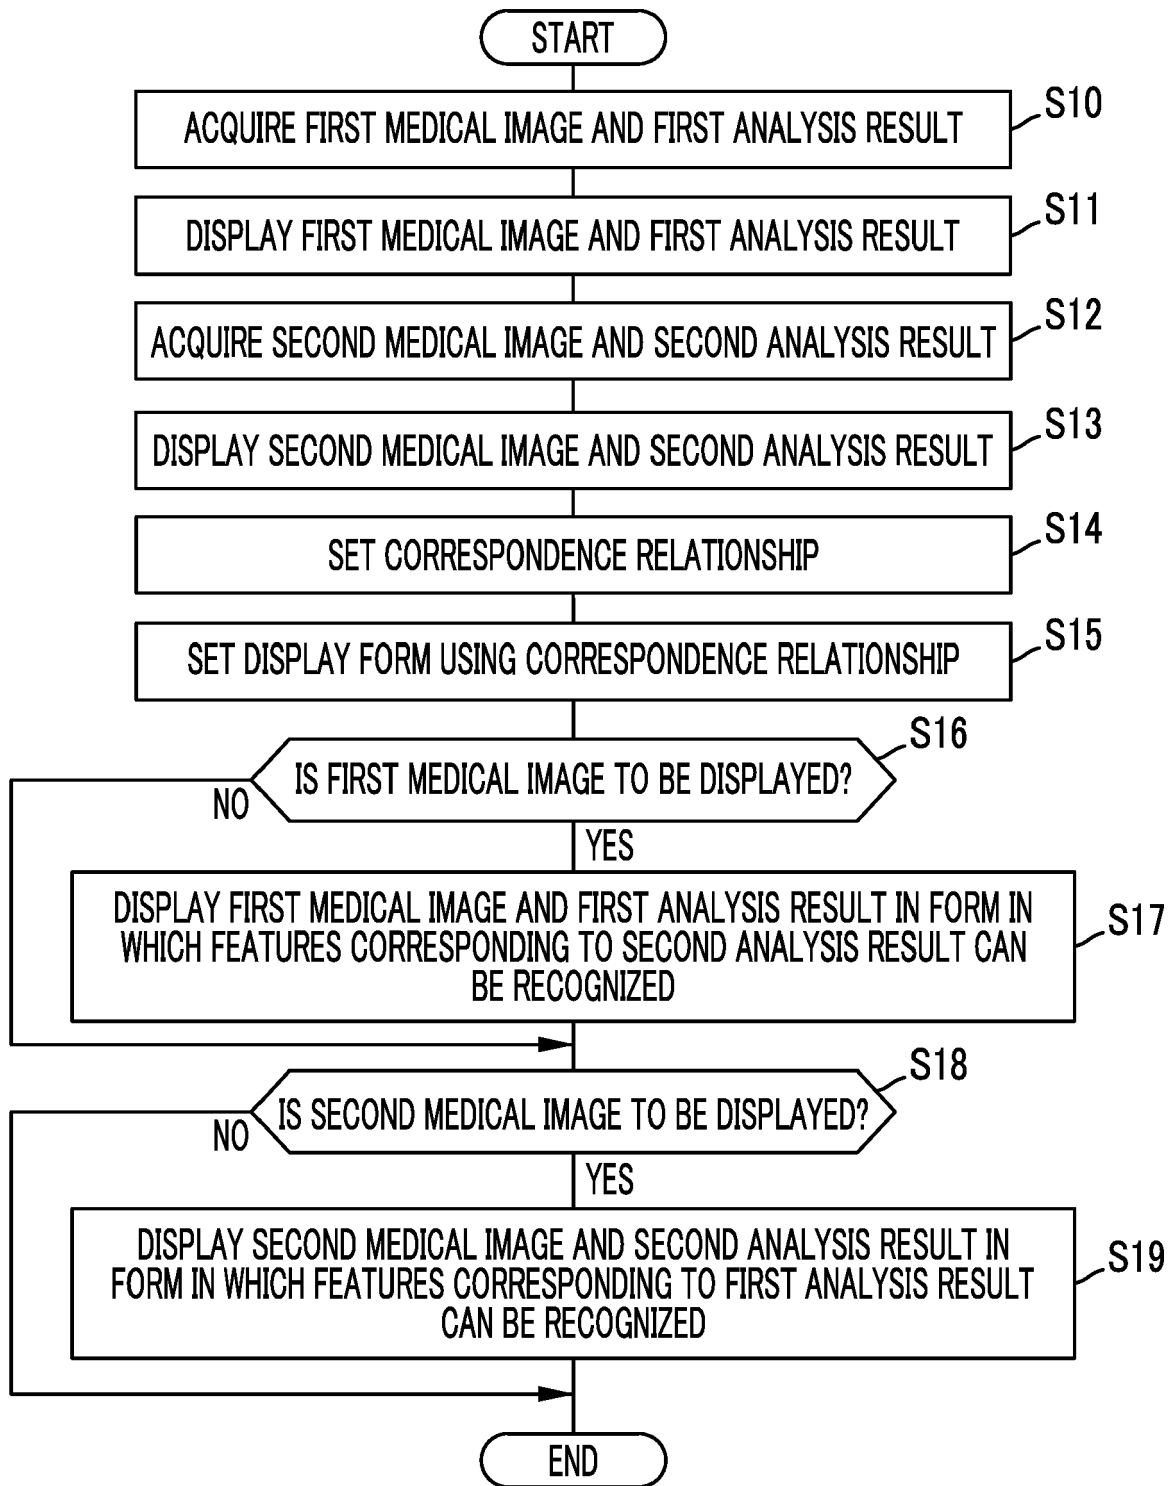 START
S10
ACQUIRE FIRST MEDICAL IMAGE AND FIRST ANALYSIS RESULT
S11
DISPLAY FIRST MEDICAL IMAGE AND FIRST ANALYSIS RESULT
S12
ACQUIRE SECOND MEDICAL IMAGE AND SECOND ANALYSIS RESULT
S13
DISPLAY SECOND MEDICAL IMAGE AND SECOND ANALYSIS RESULT
S14
SET CORRESPONDENCE RELATIONSHIP
S15
SET DISPLAY FORM USING CORRESPONDENCE RELATIONSHIP
S16
IS FIRST MEDICAL IMAGE TO BE DISPLAYED?
NO
YES
DISPLAY FIRST MEDICAL IMAGE AND FIRST ANALYSIS RESULT IN FORM IN
S17
WHICH FEATURES CORRESPONDING TO SECOND ANALYSIS RESULT CAN
BE RECOGNIZED
S18
IS SECOND MEDICAL IMAGE TO BE DISPLAYED?
NO
YES
DISPLAY SECOND MEDICAL IMAGE AND SECOND ANALYSIS RESULT IN
S19
FORM IN WHICH FEATURES CORRESPONDING TO FIRST ANALYSIS RESULT
CAN BE RECOGNIZED
END